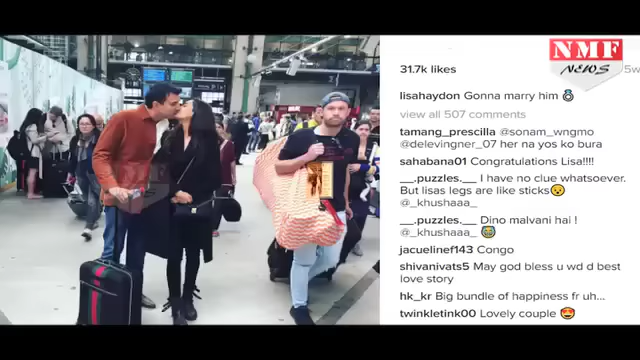 NMF
NEWS
31.7k likes
5w
lisahaydon Gonna marry him 💍
view all 507 comments
tamang_prescilla @sonam_wngmo
@delevingner_07 her na yos ko bura
sahabana01 Congratulations Lisa!!!!
__.puzzles.__ I have no clue whatsoever.
But lisas legs are like sticks😮
@_khushaaa_
__.puzzles.__ Dino malvani hai !
@_khushaaa_ 😂
jacuelinef143 Congo
shivanivats5 May god bless u wd d best
love story
hk_kr Big bundle of happiness fr uh...
twinkletink00 Lovely couple 😍